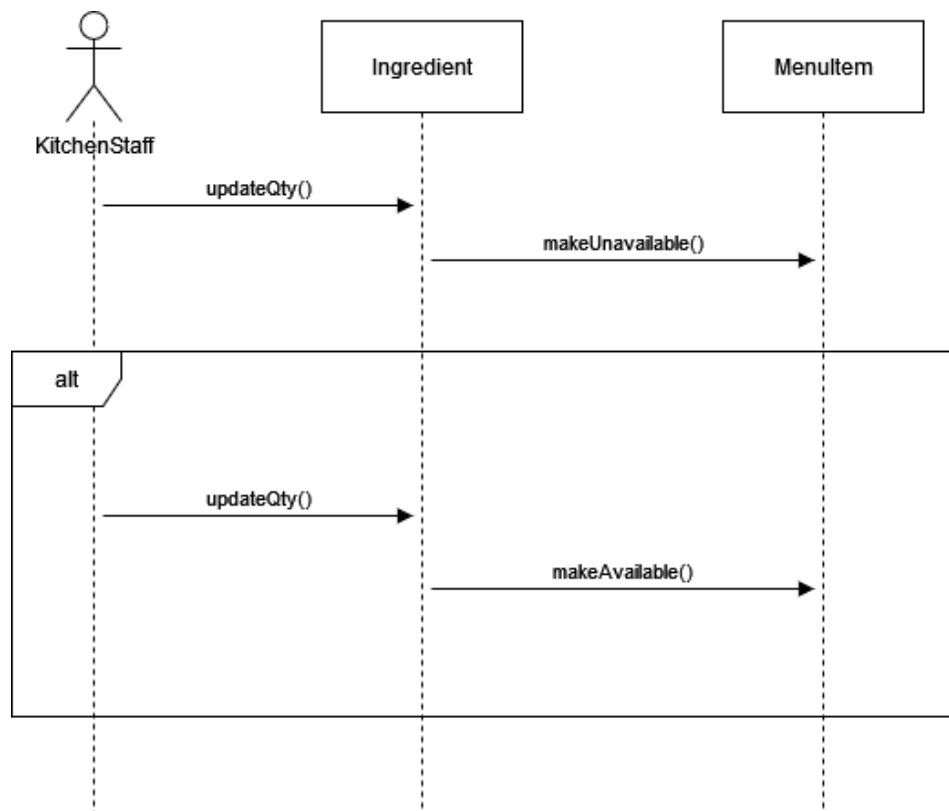 Ingredient
MenuItem
KitchenStaff
updateQty()
makeUnavailable()
alt
updateQty()
makeAvailable()